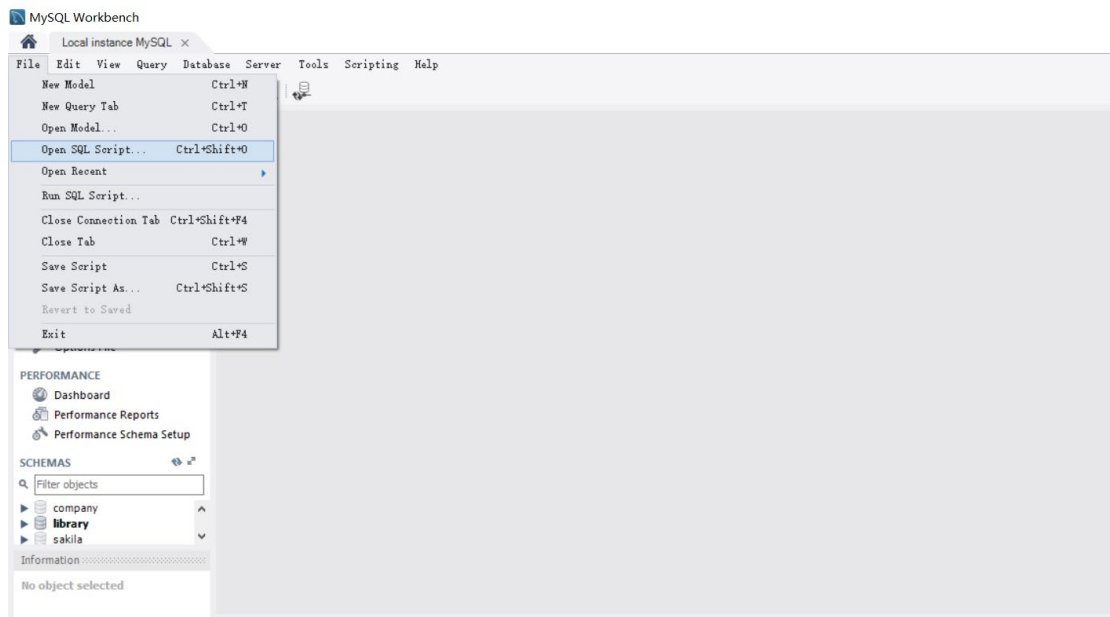 MySQL Workbench
Local instance MySQL
File Edit View Query Database Server Tools Scripting Help
New Model Ctrl+N
New Query Tab Ctrl+T
Open Model... Ctrl+O
Open SQL Script... Ctrl+Shift+O
Open Recent
Run SQL Script...
Close Connection Tab Ctrl+Shift+F4
Close Tab Ctrl+W
Save Script Ctrl+S
Save Script As... Ctrl+Shift+S
Revert to Saved
Exit Alt+F4
Options File
PERFORMANCE
Dashboard
Performance Reports
Performance Schema Setup
SCHEMAS
Filter objects
company
library
sakila
Information
No object selected